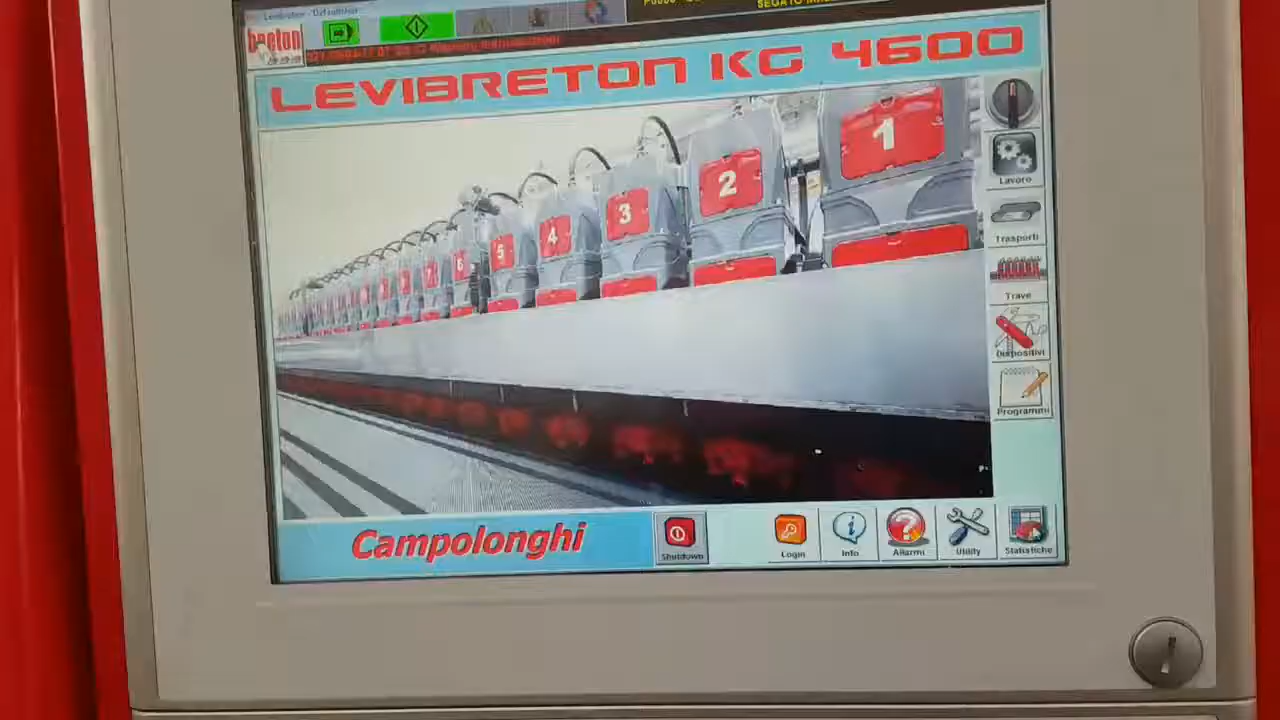 breton
LEVIBRETON KG 4600
1
2
3
4
5
6
7
Lavoro
Trasporti
Trave
Dispositivi
Programmi
Campolonghi
Shutdown
Login
Info
Allarmi
Utility
Statistiche